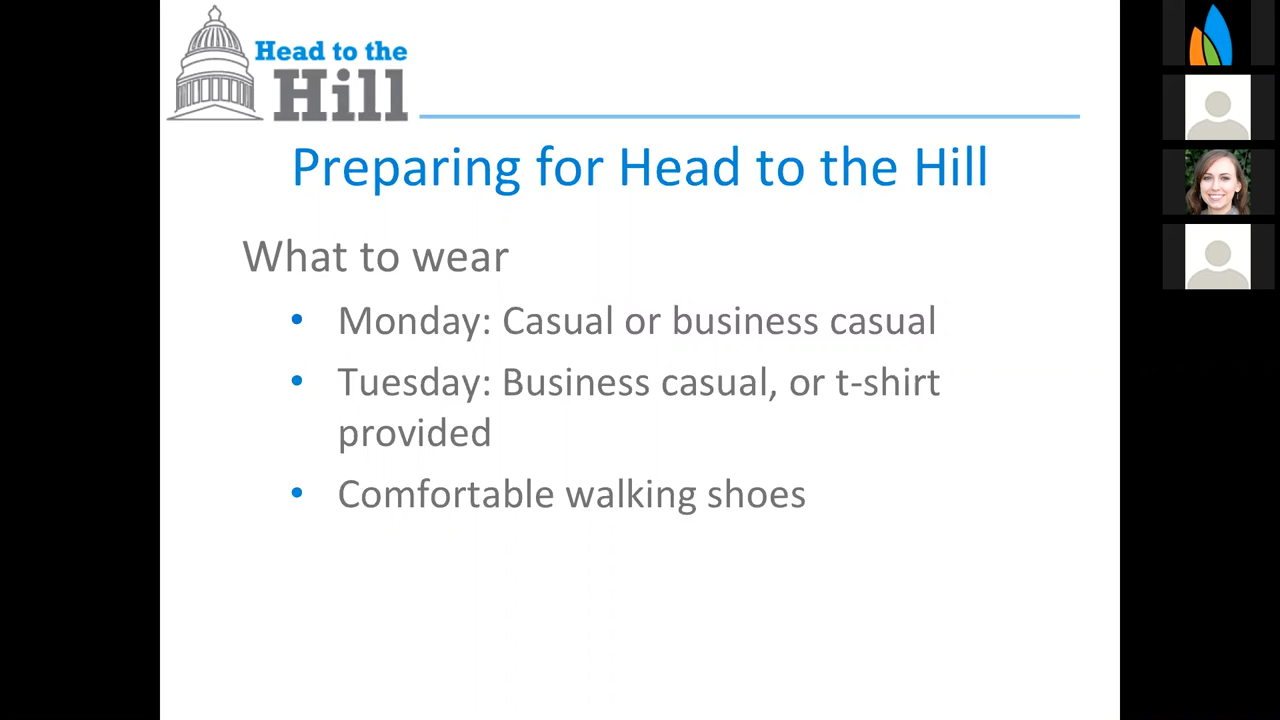 Head to the
Hill
Preparing for Head to the Hill
What to wear
• Monday: Casual or business casual
• Tuesday: Business casual, or t-shirt
provided
• Comfortable walking shoes